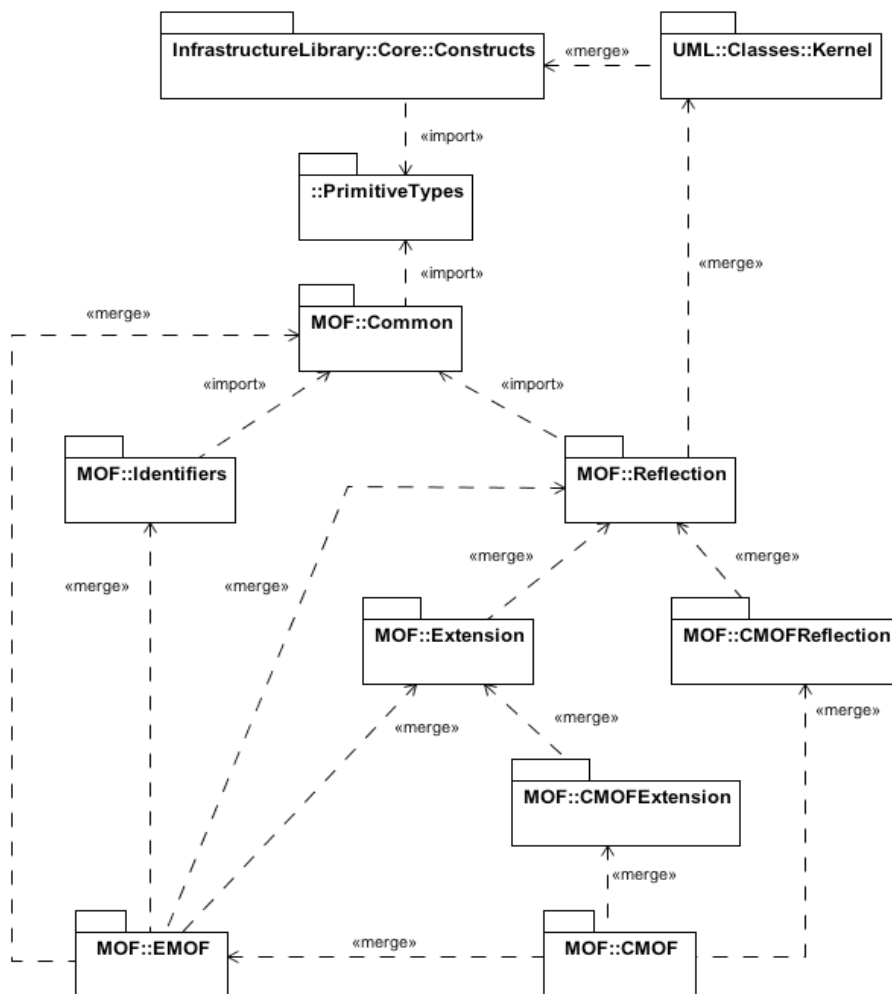 InfrastructureLibrary::Core::Constructs
«merge»
UML::Classes::Kernel
«import»
::PrimitiveTypes
«import»
«merge»
«merge»
MOF::Common
«import»
«import»
MOF::Identifiers
MOF::Reflection
«merge»
«merge»
«merge»
«merge»
MOF::Extension
MOF::CMOFReflection
«merge»
«merge»
«merge»
MOF::CMOFExtension
«merge»
«merge»
MOF::EMOF
MOF::CMOF